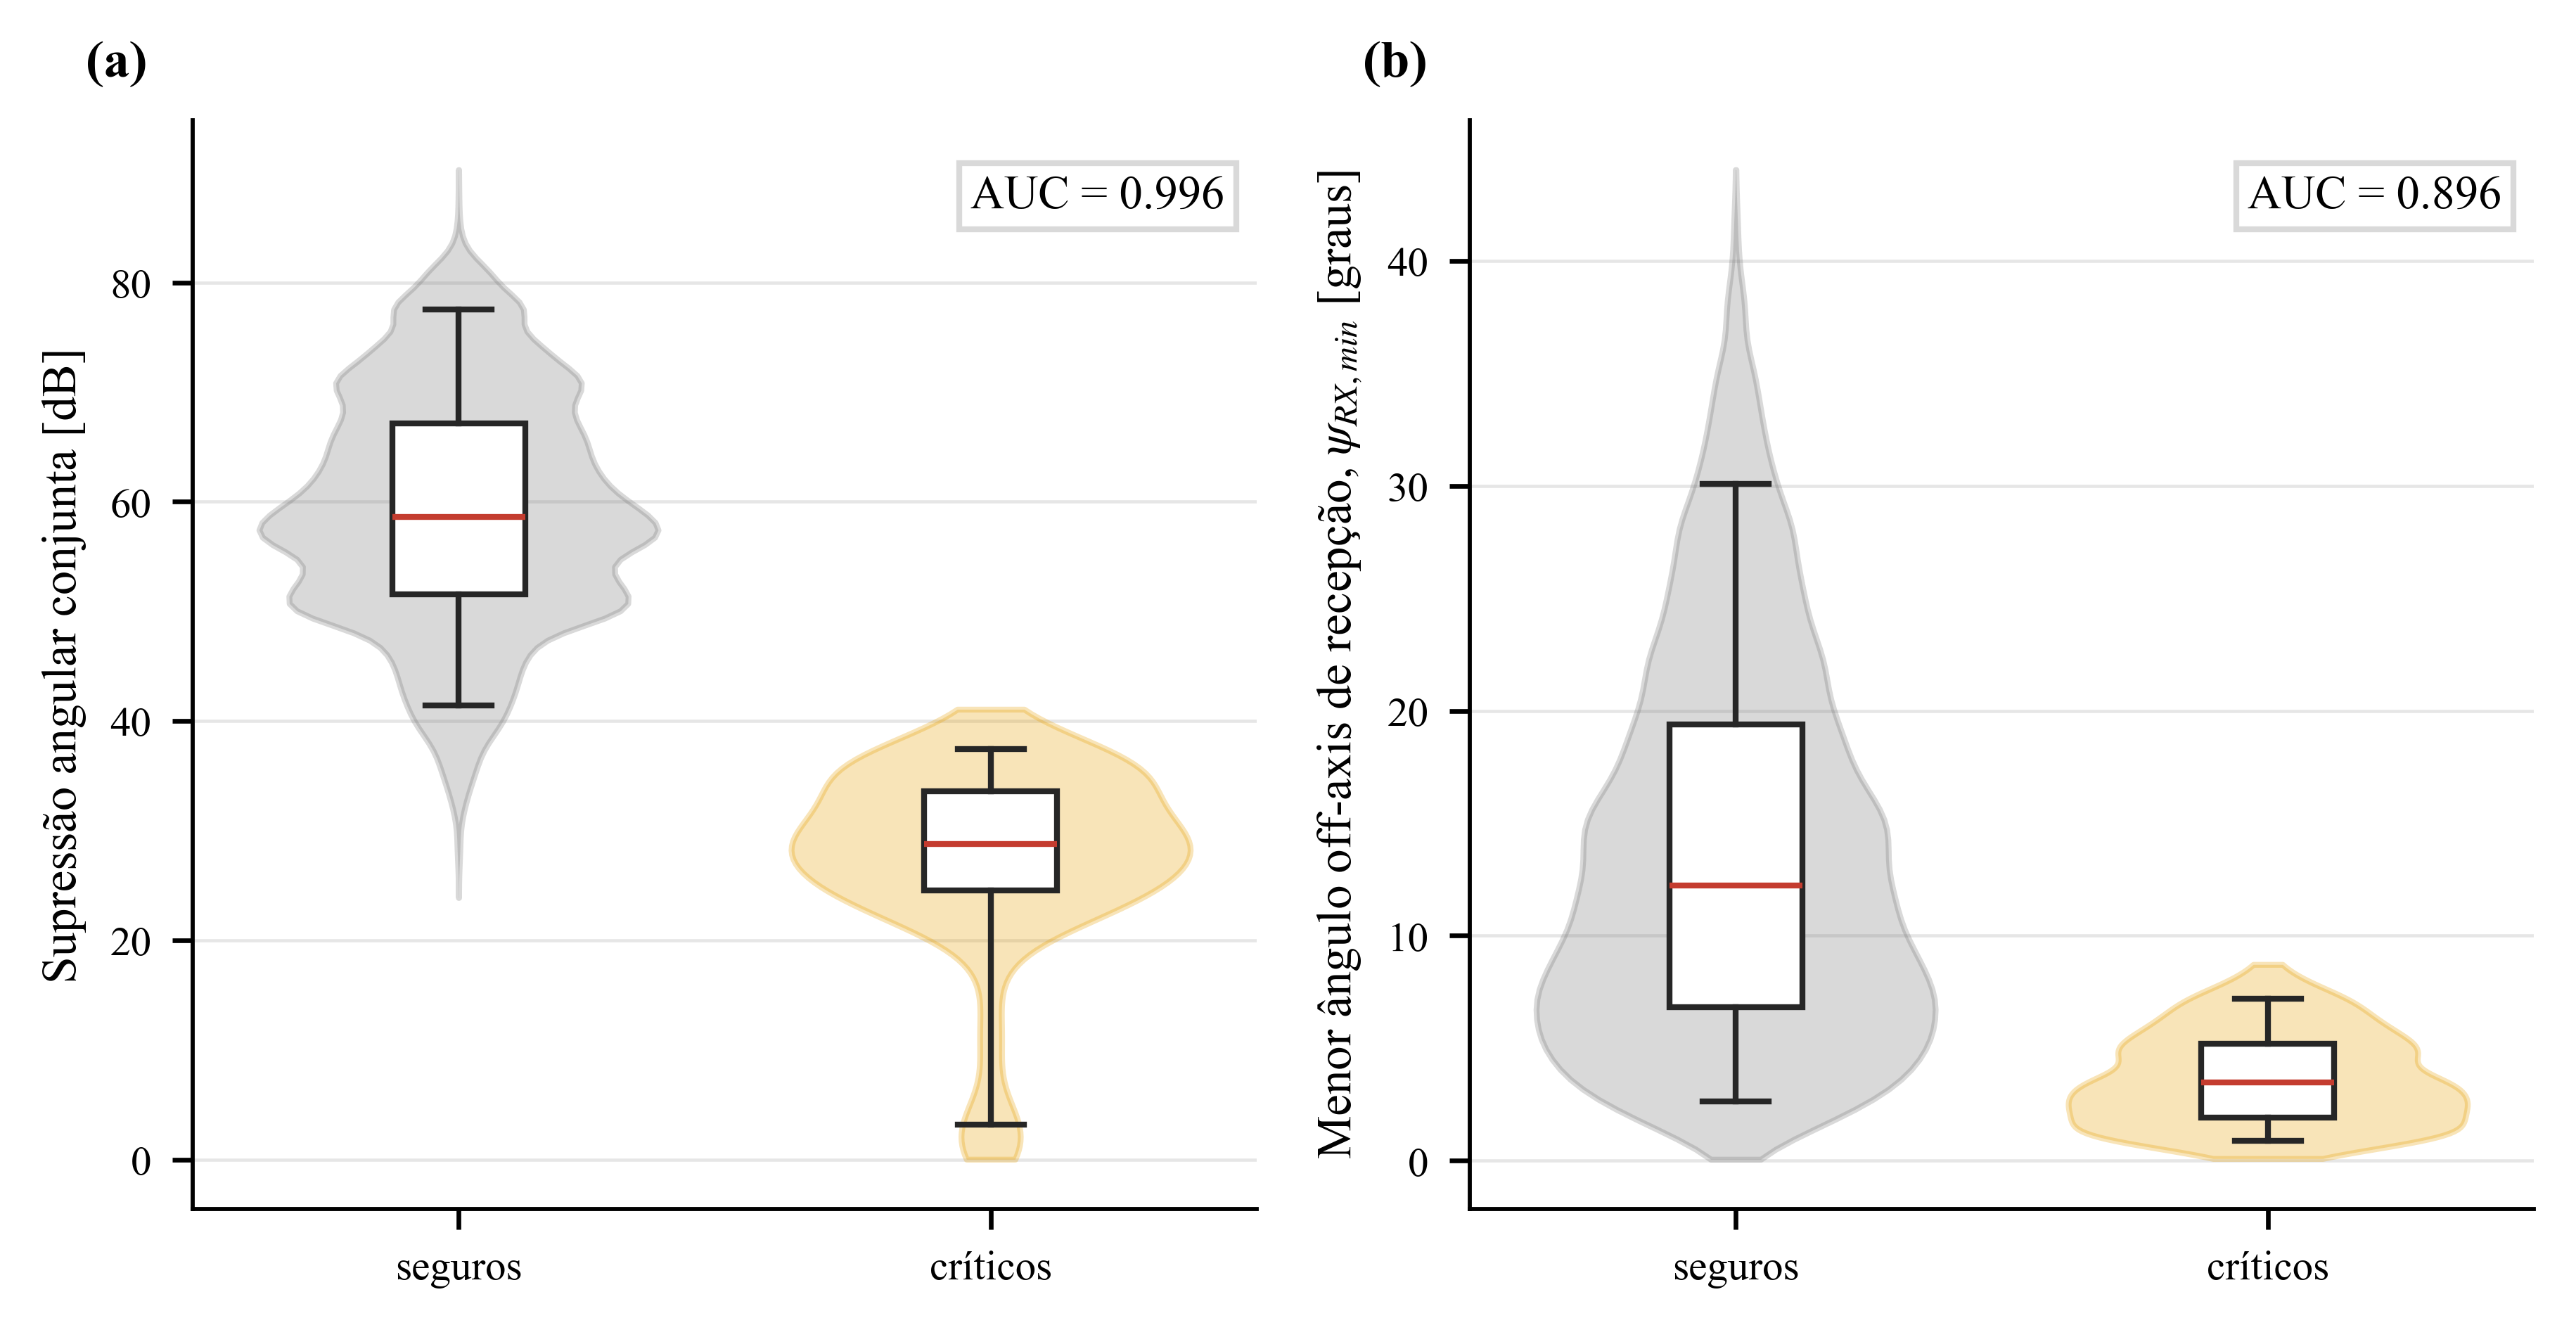 (a)
Supressão angular conjunta [dB]
80
60
40
20
0
AUC = 0.996
seguros
críticos
(b)
Menor ângulo off-axis de recepção, ψRX,min [graus]
40
30
20
10
0
AUC = 0.896
seguros
críticos